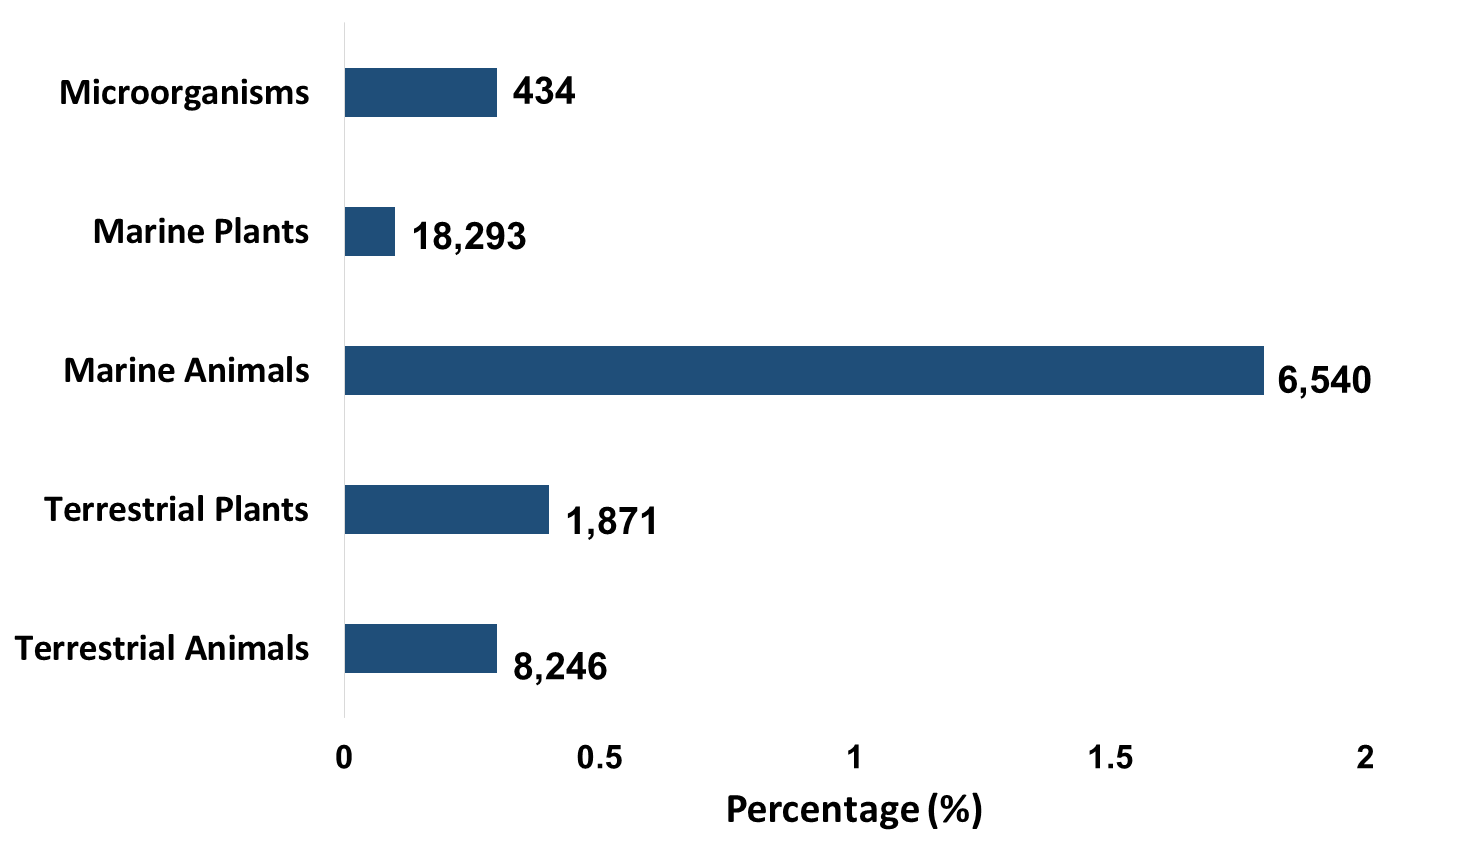 Microorganisms 434
Marine Plants 18,293
Marine Animals 6,540
Terrestrial Plants 1,871
Terrestrial Animals 8,246
0 0.5 1 1.5 2
Percentage (%)